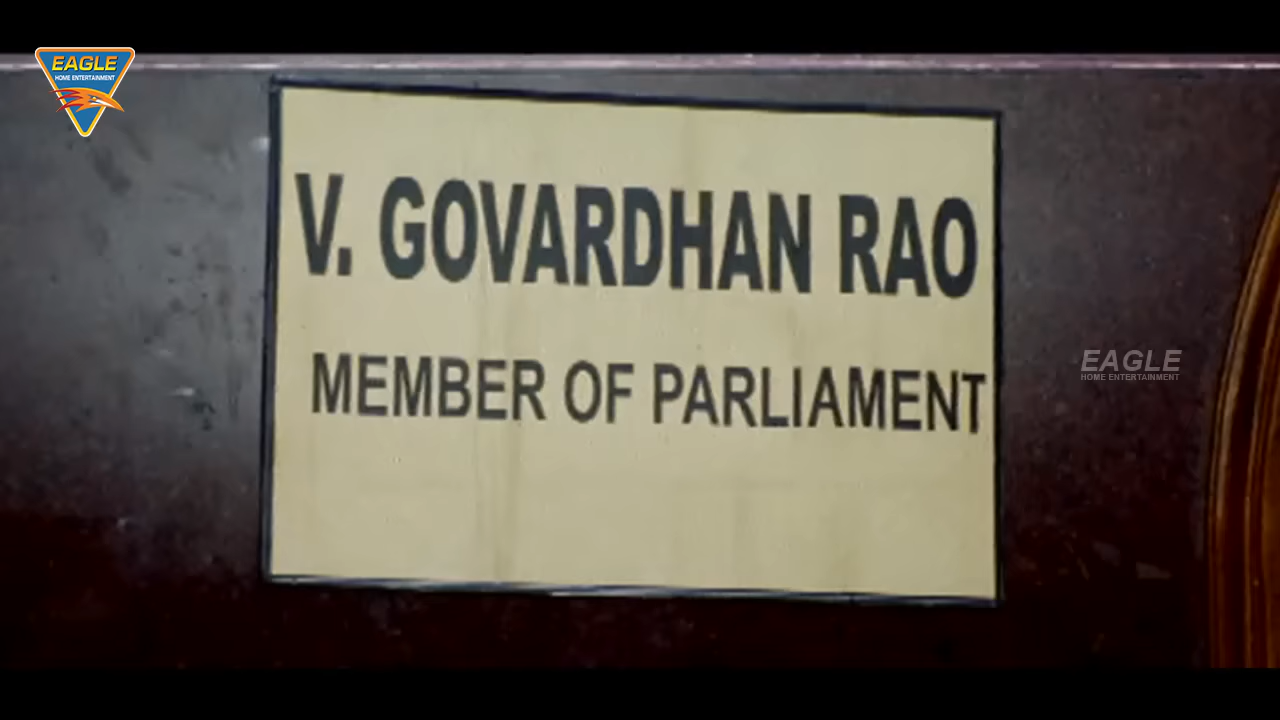 EAGLE
HOME ENTERTAINMENT
V. GOVARDHAN RAO
MEMBER OF PARLIAMENT
EAGLE
HOME ENTERTAINMENT